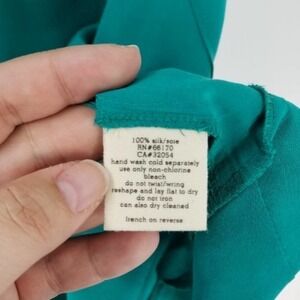 100% silk/soie
RN#66170
CA#32054
hand wash cold separately
use only non-chlorine
bleach
do not twist/wring
reshape and lay flat to dry
do not iron
can also dry cleaned
french on reverse